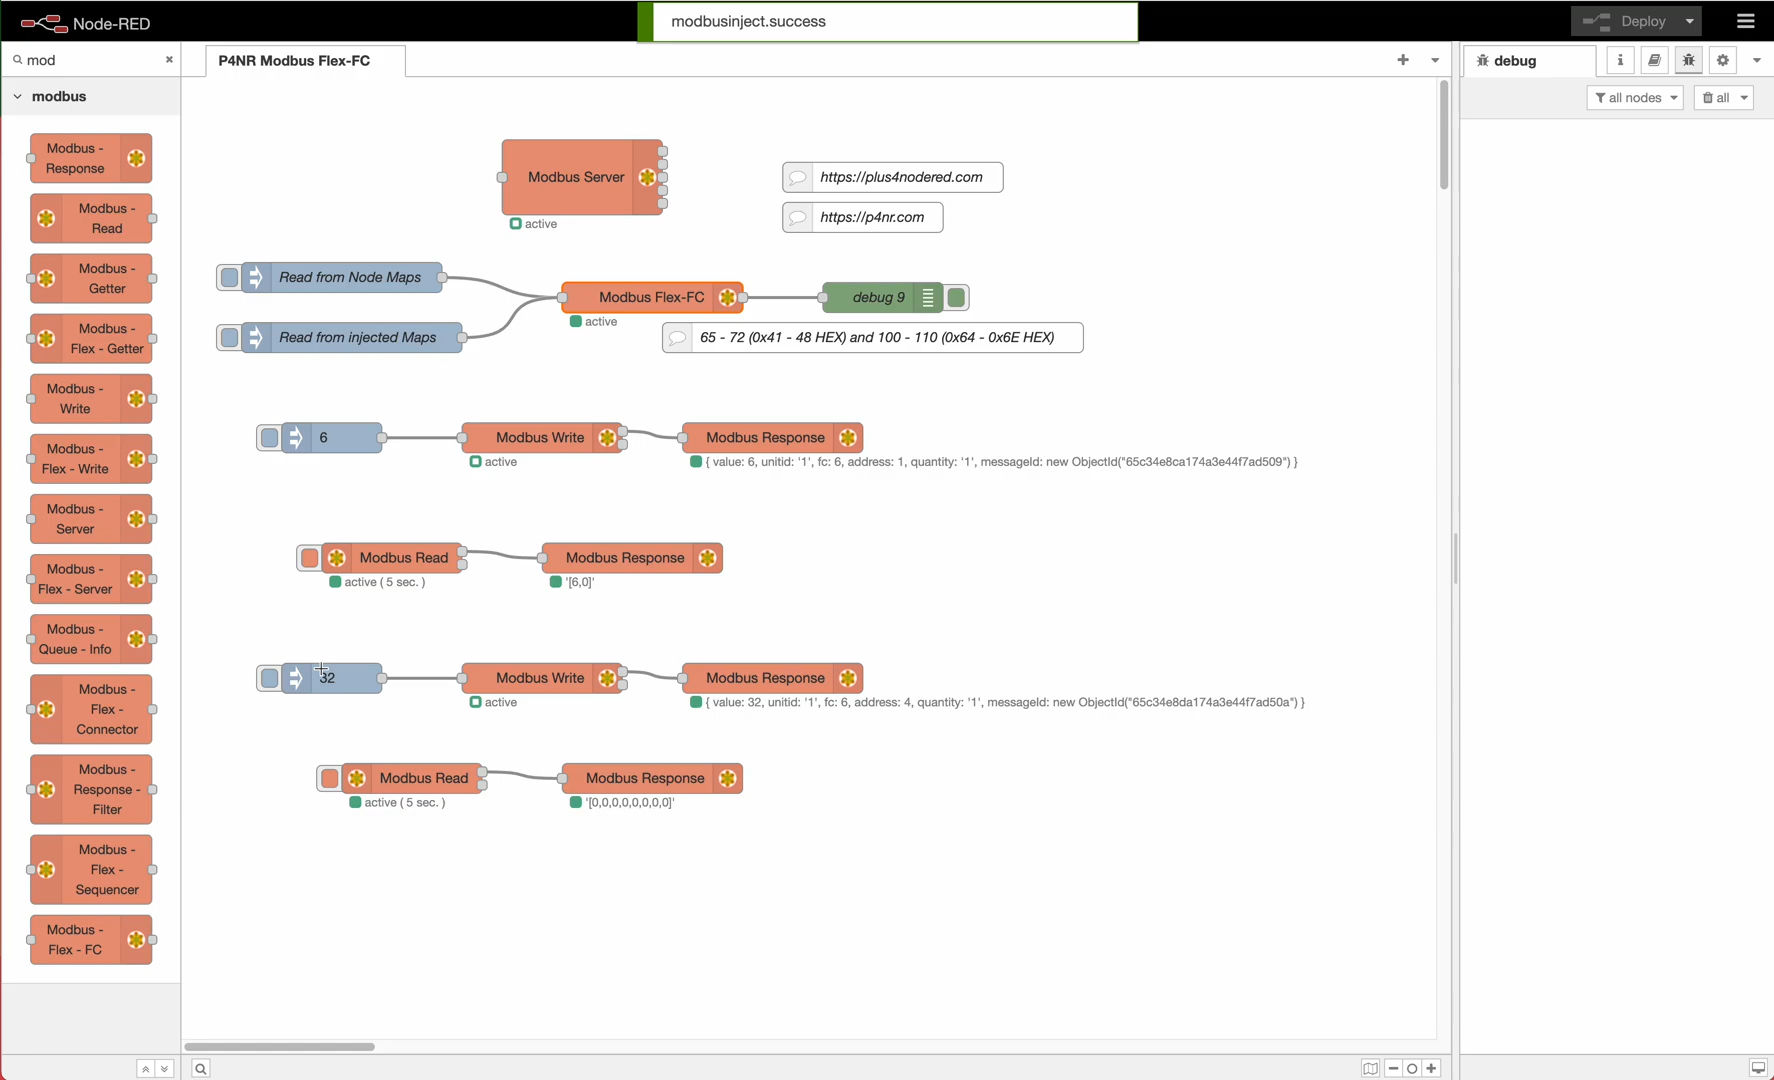 Node-RED
modbusinject.success
Deploy
mod
P4NR Modbus Flex-FC
debug
i
modbus
all nodes
all
Modbus -
Response
Modbus -
Read
Modbus -
Getter
Modbus -
Flex - Getter
Modbus -
Write
Modbus -
Flex - Write
Modbus -
Server
Modbus -
Flex - Server
Modbus -
Queue - Info
Modbus -
Flex -
Connector
Modbus -
Response -
Filter
Modbus -
Flex -
Sequencer
Modbus -
Flex - FC
Modbus Server
active
https://plus4nodered.com
https://p4nr.com
Read from Node Maps
Read from injected Maps
Modbus Flex-FC
active
debug 9
65 - 72 (0x41 - 48 HEX) and 100 - 110 (0x64 - 0x6E HEX)
6
Modbus Write
active
Modbus Response
{ value: 6, unitid: '1', fc: 6, address: 1, quantity: '1', messageId: new ObjectId("65c34e8ca174a3e44f7ad509") }
Modbus Read
active ( 5 sec. )
Modbus Response
'[6,0]'
32
Modbus Write
active
Modbus Response
{ value: 32, unitid: '1', fc: 6, address: 4, quantity: '1', messageId: new ObjectId("65c34e8da174a3e44f7ad50a") }
Modbus Read
active ( 5 sec. )
Modbus Response
'[0,0,0,0,0,0,0,0]'